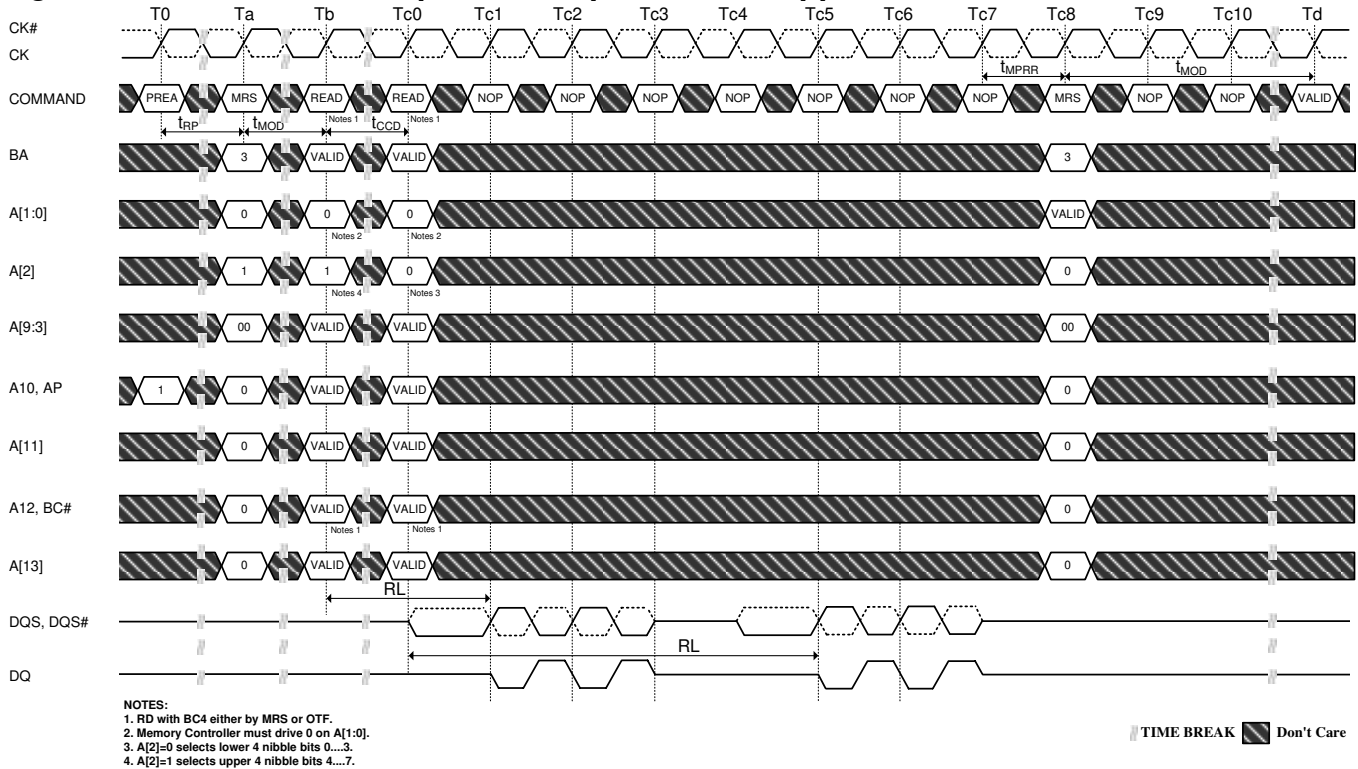 T0 Ta Tb Tc0 Tc1 Tc2 Tc3 Tc4 Tc5 Tc6 Tc7 Tc8 Tc9 Tc10 Td
CK#
CK
tMPRR tMOD
COMMAND PREA MRS READ READ NOP NOP NOP NOP NOP NOP NOP MRS NOP NOP VALID
Notes 1 Notes 1
tRP tMOD tCCD
BA 3 VALID VALID 3
A[1:0] 0 0 0 VALID
Notes 2 Notes 2
A[2] 1 1 0 0
Notes 4 Notes 3
A[9:3] 00 VALID VALID 00
A10, AP 1 0 VALID VALID 0
A[11] 0 VALID VALID 0
A12, BC# 0 VALID VALID 0
Notes 1 Notes 1
A[13] 0 VALID VALID 0
RL
DQS, DQS#
RL
DQ
NOTES:
1. RD with BC4 either by MRS or OTF.
2. Memory Controller must drive 0 on A[1:0].
3. A[2]=0 selects lower 4 nibble bits 0....3.
4. A[2]=1 selects upper 4 nibble bits 4....7.
TIME BREAK Don't Care